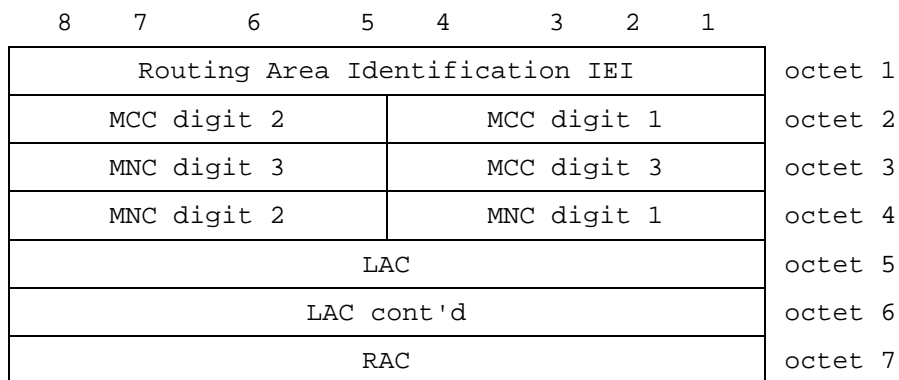 8 7 6 5 4 3 2 1
Routing Area Identification IEI octet 1
MCC digit 2 MCC digit 1 octet 2
MNC digit 3 MCC digit 3 octet 3
MNC digit 2 MNC digit 1 octet 4
LAC octet 5
LAC cont'd octet 6
RAC octet 7